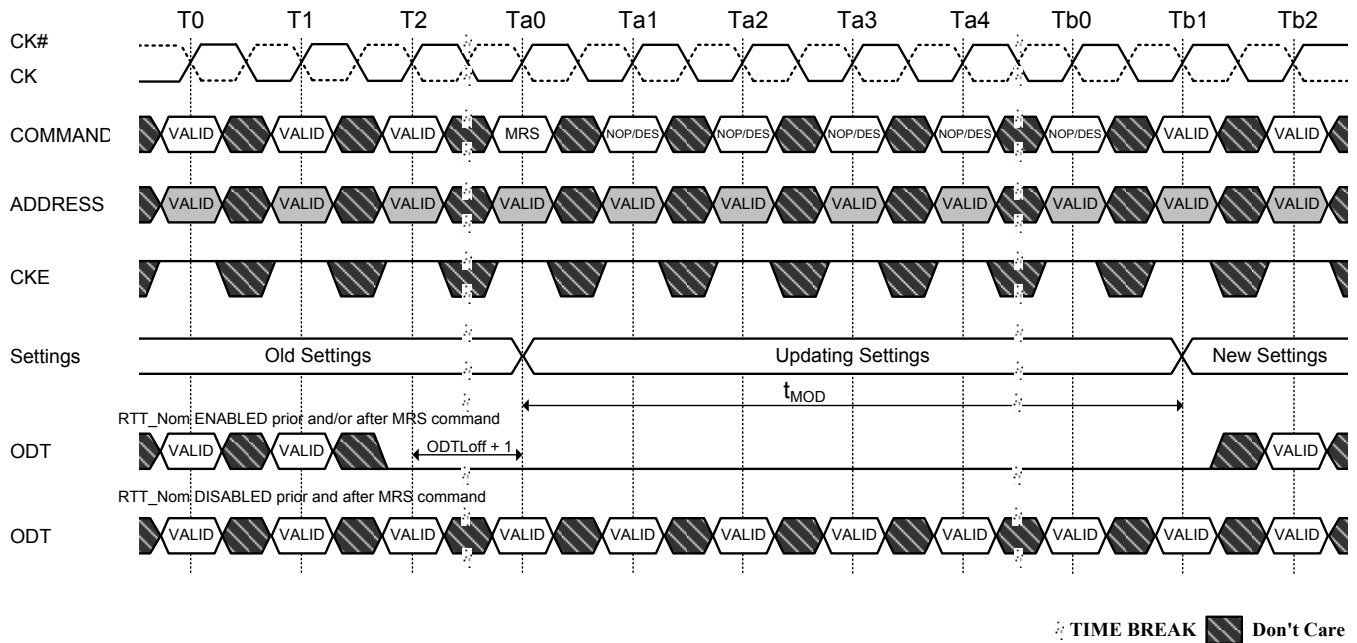 T0 T1 T2 Ta0 Ta1 Ta2 Ta3 Ta4 Tb0 Tb1 Tb2
CK#
CK
COMMAND VALID VALID VALID MRS NOP/DES NOP/DES NOP/DES NOP/DES NOP/DES VALID VALID
ADDRESS VALID VALID VALID VALID VALID VALID VALID VALID VALID VALID VALID
CKE
Settings Old Settings Updating Settings New Settings
tMOD
RTT_Nom ENABLED prior and/or after MRS command
ODT VALID VALID ODTLoff + 1 VALID
RTT_Nom DISABLED prior and after MRS command
ODT VALID VALID VALID VALID VALID VALID VALID VALID VALID VALID VALID
TIME BREAK Don't Care